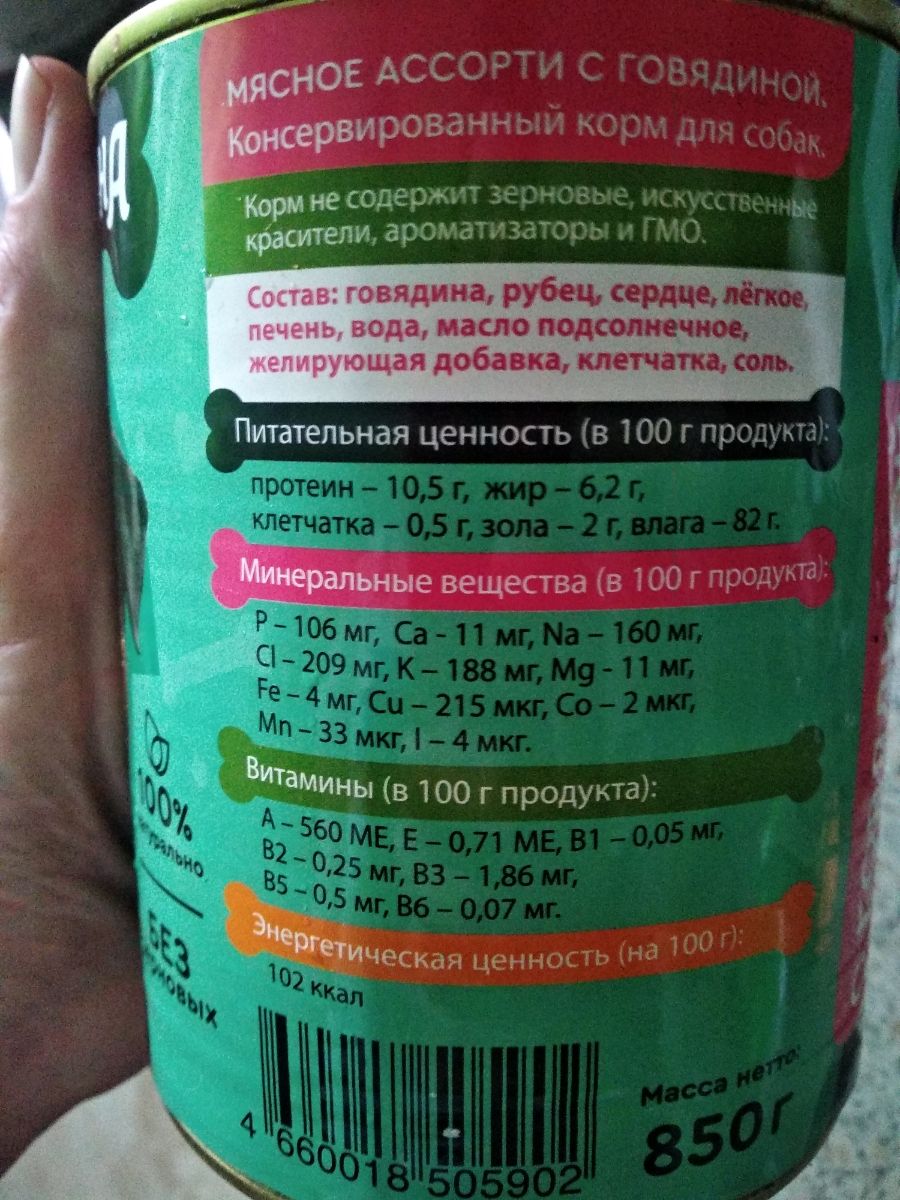 МЯСНОЕ АССОРТИ С ГОВЯДИНОЙ.
Консервированный корм для собак.
Корм не содержит зерновые, искусственные
красители, ароматизаторы и ГМО.
Состав: говядина, рубец, сердце, лёгкое,
печень, вода, масло подсолнечное,
желирующая добавка, клетчатка, соль.
Питательная ценность (в 100 г продукта):
протеин – 10,5 г, жир – 6,2 г,
клетчатка – 0,5 г, зола – 2 г, влага – 82 г.
Минеральные вещества (в 100 г продукта):
P – 106 мг, Ca - 11 мг, Na – 160 мг,
Cl – 209 мг, K – 188 мг, Mg - 11 мг,
Fe – 4 мг, Cu – 215 мкг, Co – 2 мкг,
Mn – 33 мкг, I – 4 мкг.
Витамины (в 100 г продукта):
A – 560 МЕ, E – 0,71 МЕ, B1 – 0,05 мг,
B2 – 0,25 мг, B3 – 1,86 мг,
B5 – 0,5 мг, B6 – 0,07 мг.
Энергетическая ценность (на 100 г):
102 ккал
100%
БЕЗ
4 660018 505902
Масса нетто:
850г